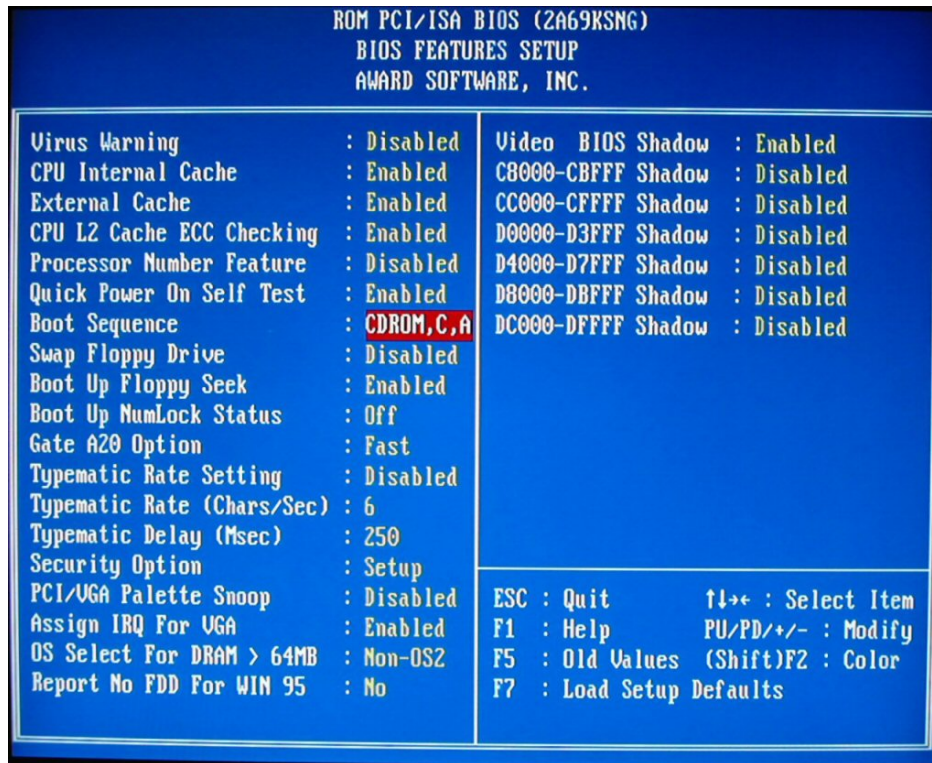 ROM PCI/ISA BIOS (2A69KSNG)
BIOS FEATURES SETUP
AWARD SOFTWARE, INC.
Virus Warning : Disabled
CPU Internal Cache : Enabled
External Cache : Enabled
CPU L2 Cache ECC Checking : Enabled
Processor Number Feature : Disabled
Quick Power On Self Test : Enabled
Boot Sequence : CDROM,C,A
Swap Floppy Drive : Disabled
Boot Up Floppy Seek : Enabled
Boot Up NumLock Status : Off
Gate A20 Option : Fast
Typematic Rate Setting : Disabled
Typematic Rate (Chars/Sec) : 6
Typematic Delay (Msec) : 250
Security Option : Setup
PCI/VGA Palette Snoop : Disabled
Assign IRQ For VGA : Enabled
OS Select For DRAM > 64MB : Non-OS2
Report No FDD For WIN 95 : No
Video BIOS Shadow : Enabled
C8000-CBFFF Shadow : Disabled
CC000-CFFFF Shadow : Disabled
D0000-D3FFF Shadow : Disabled
D4000-D7FFF Shadow : Disabled
D8000-DBFFF Shadow : Disabled
DC000-DFFFF Shadow : Disabled
ESC : Quit ↑↓→← : Select Item
F1 : Help PU/PD/+/- : Modify
F5 : Old Values (Shift)F2 : Color
F7 : Load Setup Defaults